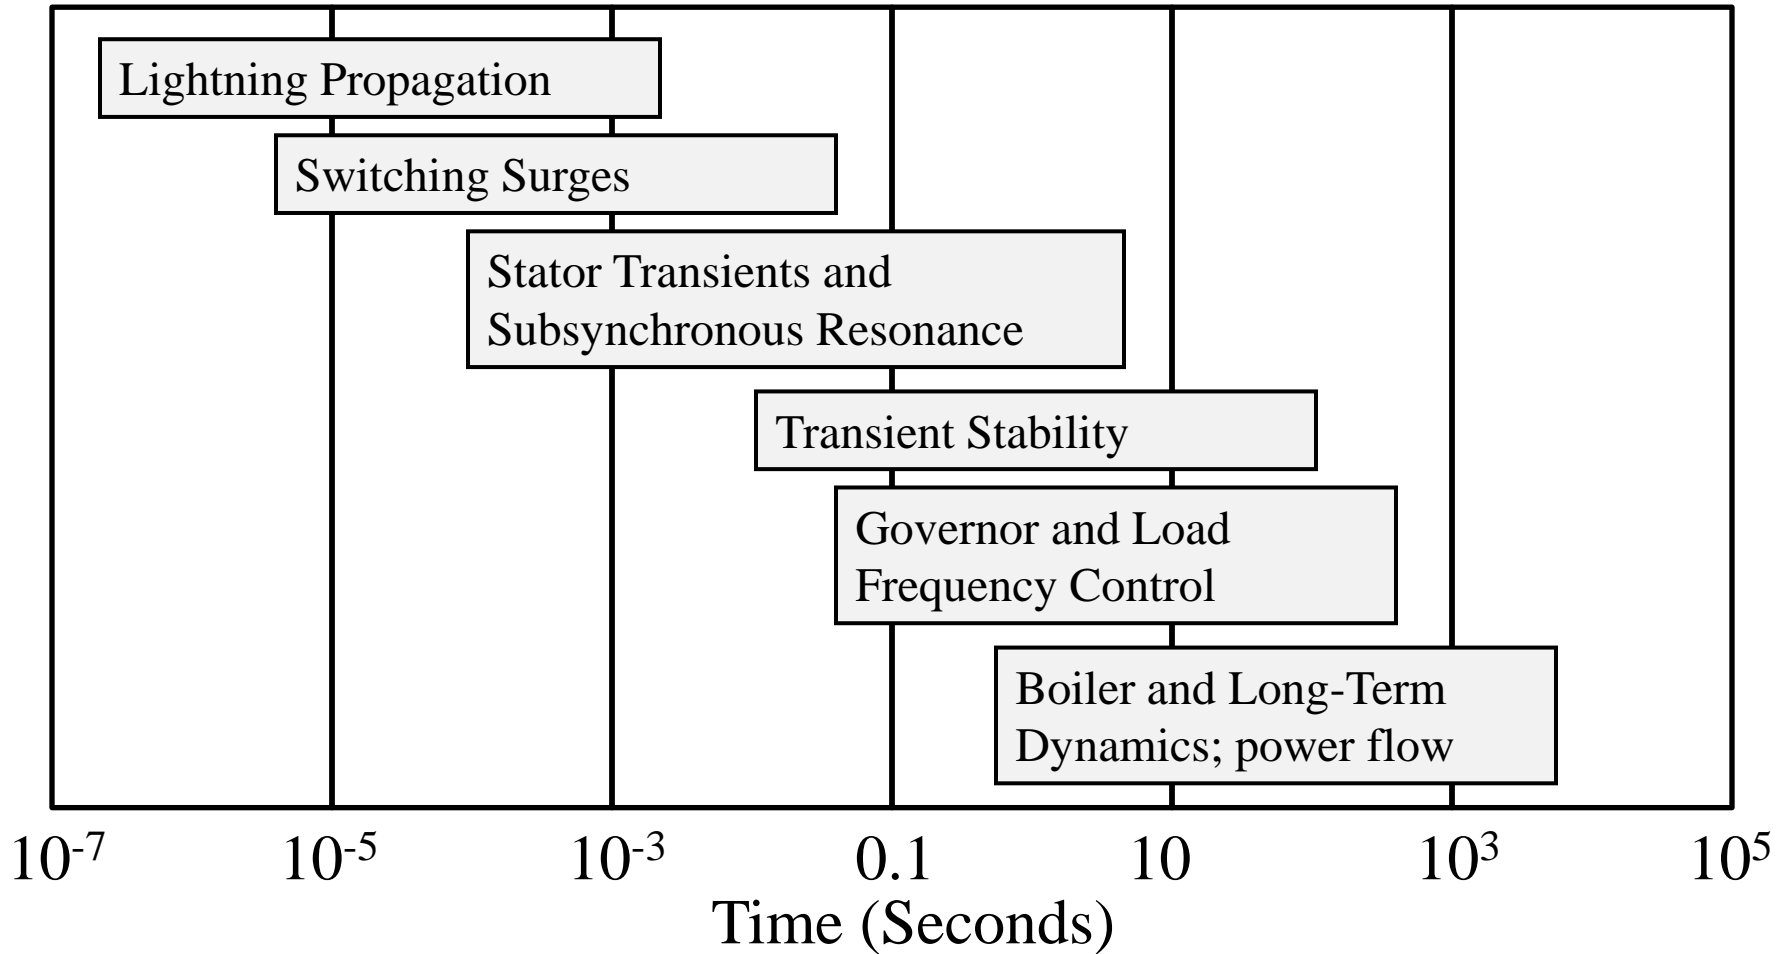 Lightning Propagation
Switching Surges
Stator Transients and
Subsynchronous Resonance
Transient Stability
Governor and Load
Frequency Control
Boiler and Long-Term
Dynamics; power flow
10⁻⁷ 10⁻⁵ 10⁻³ 0.1 10 10³ 10⁵
Time (Seconds)